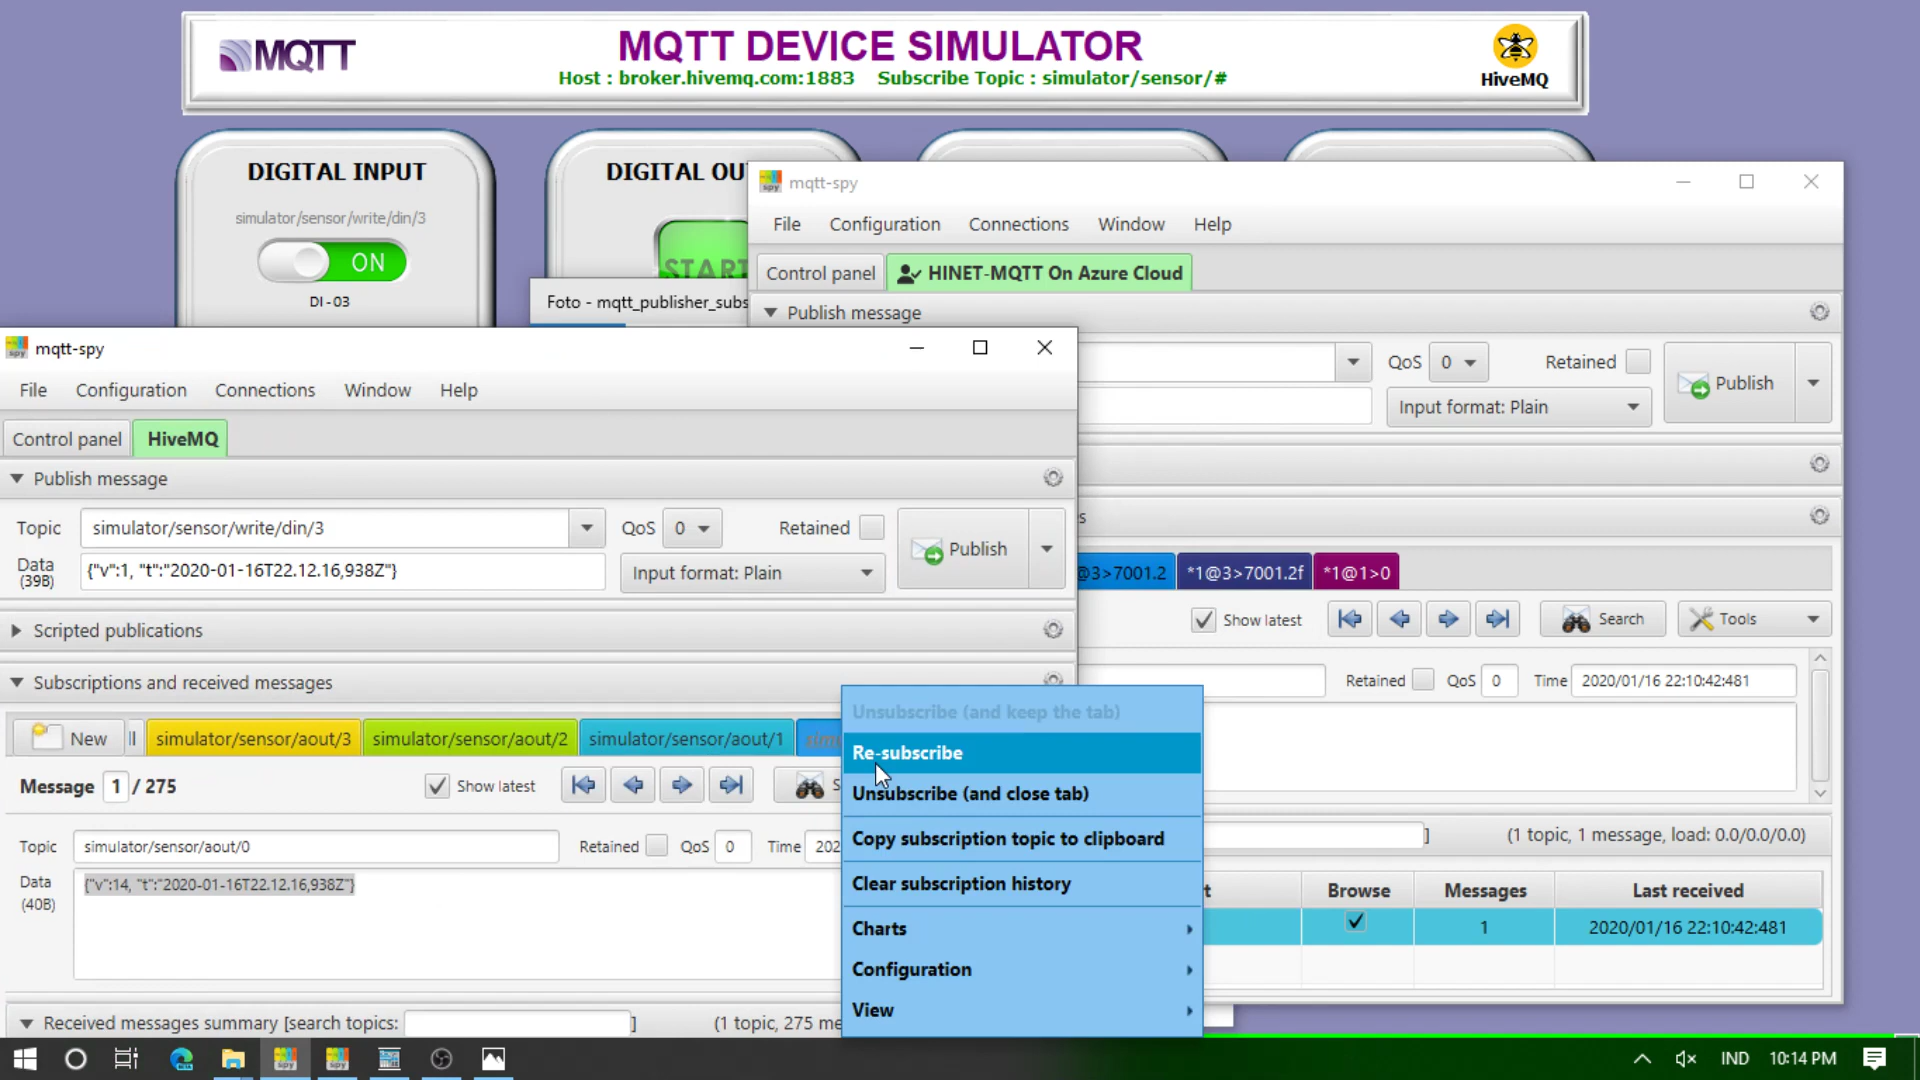 MQTT
MQTT DEVICE SIMULATOR
Host : broker.hivemq.com:1883 Subscribe Topic : simulator/sensor/#
HiveMQ
DIGITAL INPUT
simulator/sensor/write/din/3
ON
DI - 03
DIGITAL OU
START
Foto - mqtt_publisher_subs
spy mqtt-spy
File Configuration Connections Window Help
Control panel HINET-MQTT On Azure Cloud
Publish message
QoS 0 Retained
Publish
Input format: Plain
s
@3>7001.2 *1@3>7001.2f *1@1>0
Show latest Search Tools
Retained QoS 0 Time 2020/01/16 22:10:42:481
] (1 topic, 1 message, load: 0.0/0.0/0.0)
t Browse Messages Last received
1 2020/01/16 22:10:42:481
spy mqtt-spy
File Configuration Connections Window Help
Control panel HiveMQ
Publish message
Topic simulator/sensor/write/din/3 QoS 0 Retained
Publish
Data {"v":1, "t":"2020-01-16T22.12.16,938Z"} Input format: Plain
(39B)
Scripted publications
Subscriptions and received messages
New ll simulator/sensor/aout/3 simulator/sensor/aout/2 simulator/sensor/aout/1 simu
Message 1 / 275 Show latest S
Topic simulator/sensor/aout/0 Retained QoS 0 Time 202
Data {"v":14, "t":"2020-01-16T22.12.16,938Z"}
(40B)
Received messages summary [search topics: ] (1 topic, 275 me
Unsubscribe (and keep the tab)
Re-subscribe
Unsubscribe (and close tab)
Copy subscription topic to clipboard
Clear subscription history
Charts
Configuration
View
spy spy IND 10:14 PM